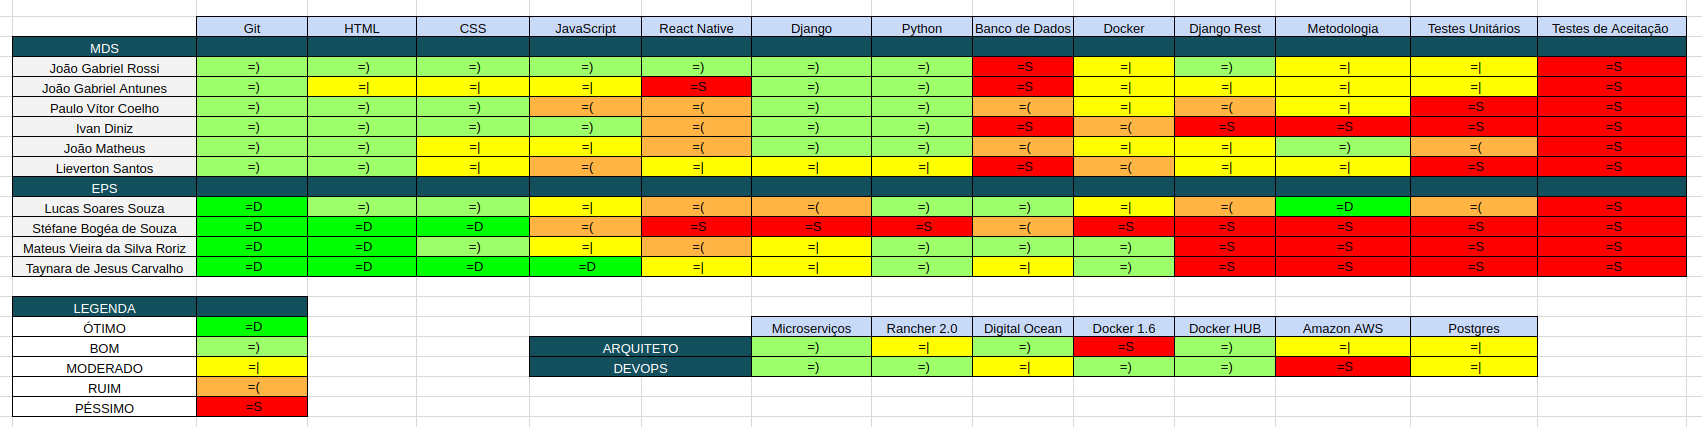 Git HTML CSS JavaScript React Native Django Python Banco de Dados Docker Django Rest Metodologia Testes Unitários Testes de Aceitação
MDS
João Gabriel Rossi =) =) =) =) =) =) =) =S =| =) =| =| =S
João Gabriel Antunes =) =| =| =| =S =) =) =S =| =| =| =| =S
Paulo Vítor Coelho =) =) =) =( =( =) =) =( =| =( =| =S =S
Ivan Diniz =) =) =) =) =( =) =) =S =( =S =S =S =S
João Matheus =) =) =| =| =( =) =) =( =| =| =) =( =S
Lieverton Santos =) =) =| =( =| =| =| =S =( =| =| =S =S
EPS
Lucas Soares Souza =D =) =) =| =( =( =) =) =| =( =D =( =S
Stéfane Bogéa de Souza =D =D =D =( =S =S =S =( =S =S =S =S =S
Mateus Vieira da Silva Roriz =D =D =) =| =( =| =) =) =) =S =S =S =S
Taynara de Jesus Carvalho =D =D =D =D =| =| =) =| =) =S =S =S =S
LEGENDA
ÓTIMO =D
BOM =)
MODERADO =|
RUIM =(
PÉSSIMO =S
Microserviços Rancher 2.0 Digital Ocean Docker 1.6 Docker HUB Amazon AWS Postgres
ARQUITETO =) =| =) =S =) =| =|
DEVOPS =) =) =| =) =) =S =|